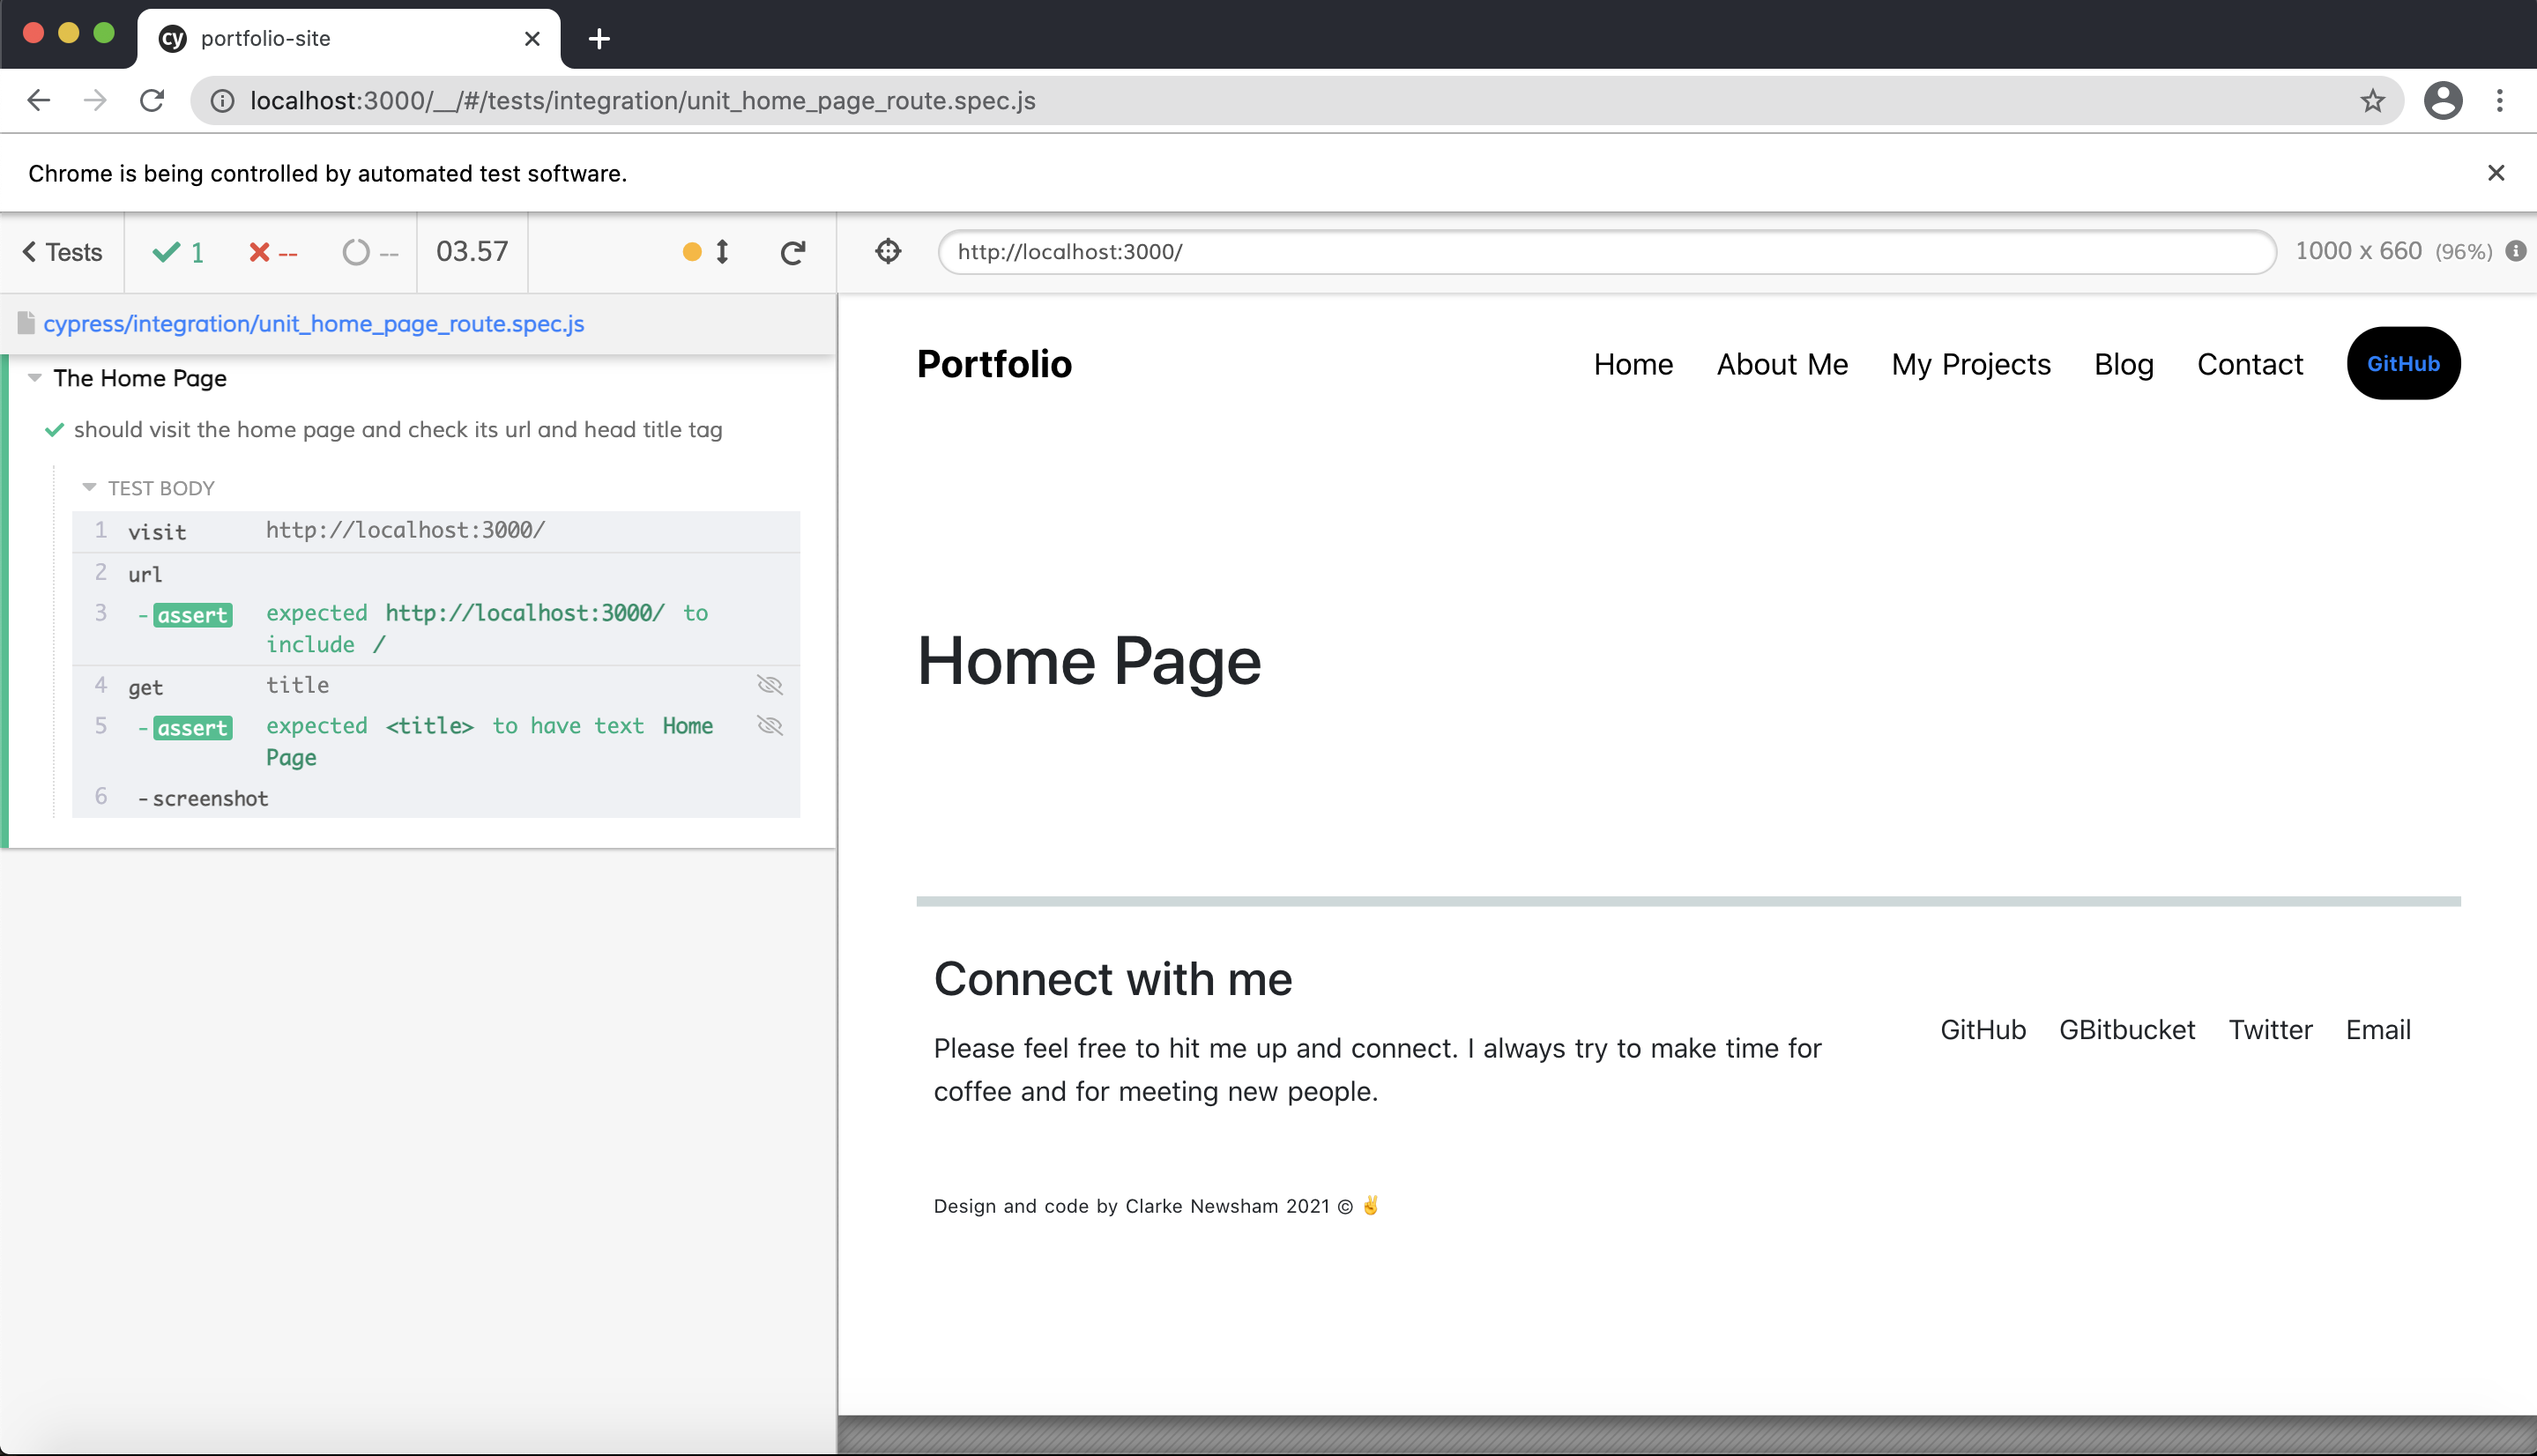 cy portfolio-site
localhost:3000/__/#/tests/integration/unit_home_page_route.spec.js
Chrome is being controlled by automated test software.
Tests 1 -- -- 03.57
http://localhost:3000/ 1000 x 660 (96%)
cypress/integration/unit_home_page_route.spec.js
The Home Page
should visit the home page and check its url and head title tag
TEST BODY
1 visit http://localhost:3000/
2 url
3 -assert expected http://localhost:3000/ to
include /
4 get title
5 -assert expected <title> to have text Home
Page
6 -screenshot
Portfolio Home About Me My Projects Blog Contact GitHub
Home Page
Connect with me
Please feel free to hit me up and connect. I always try to make time for
coffee and for meeting new people.
GitHub GBitbucket Twitter Email
Design and code by Clarke Newsham 2021 © ✌